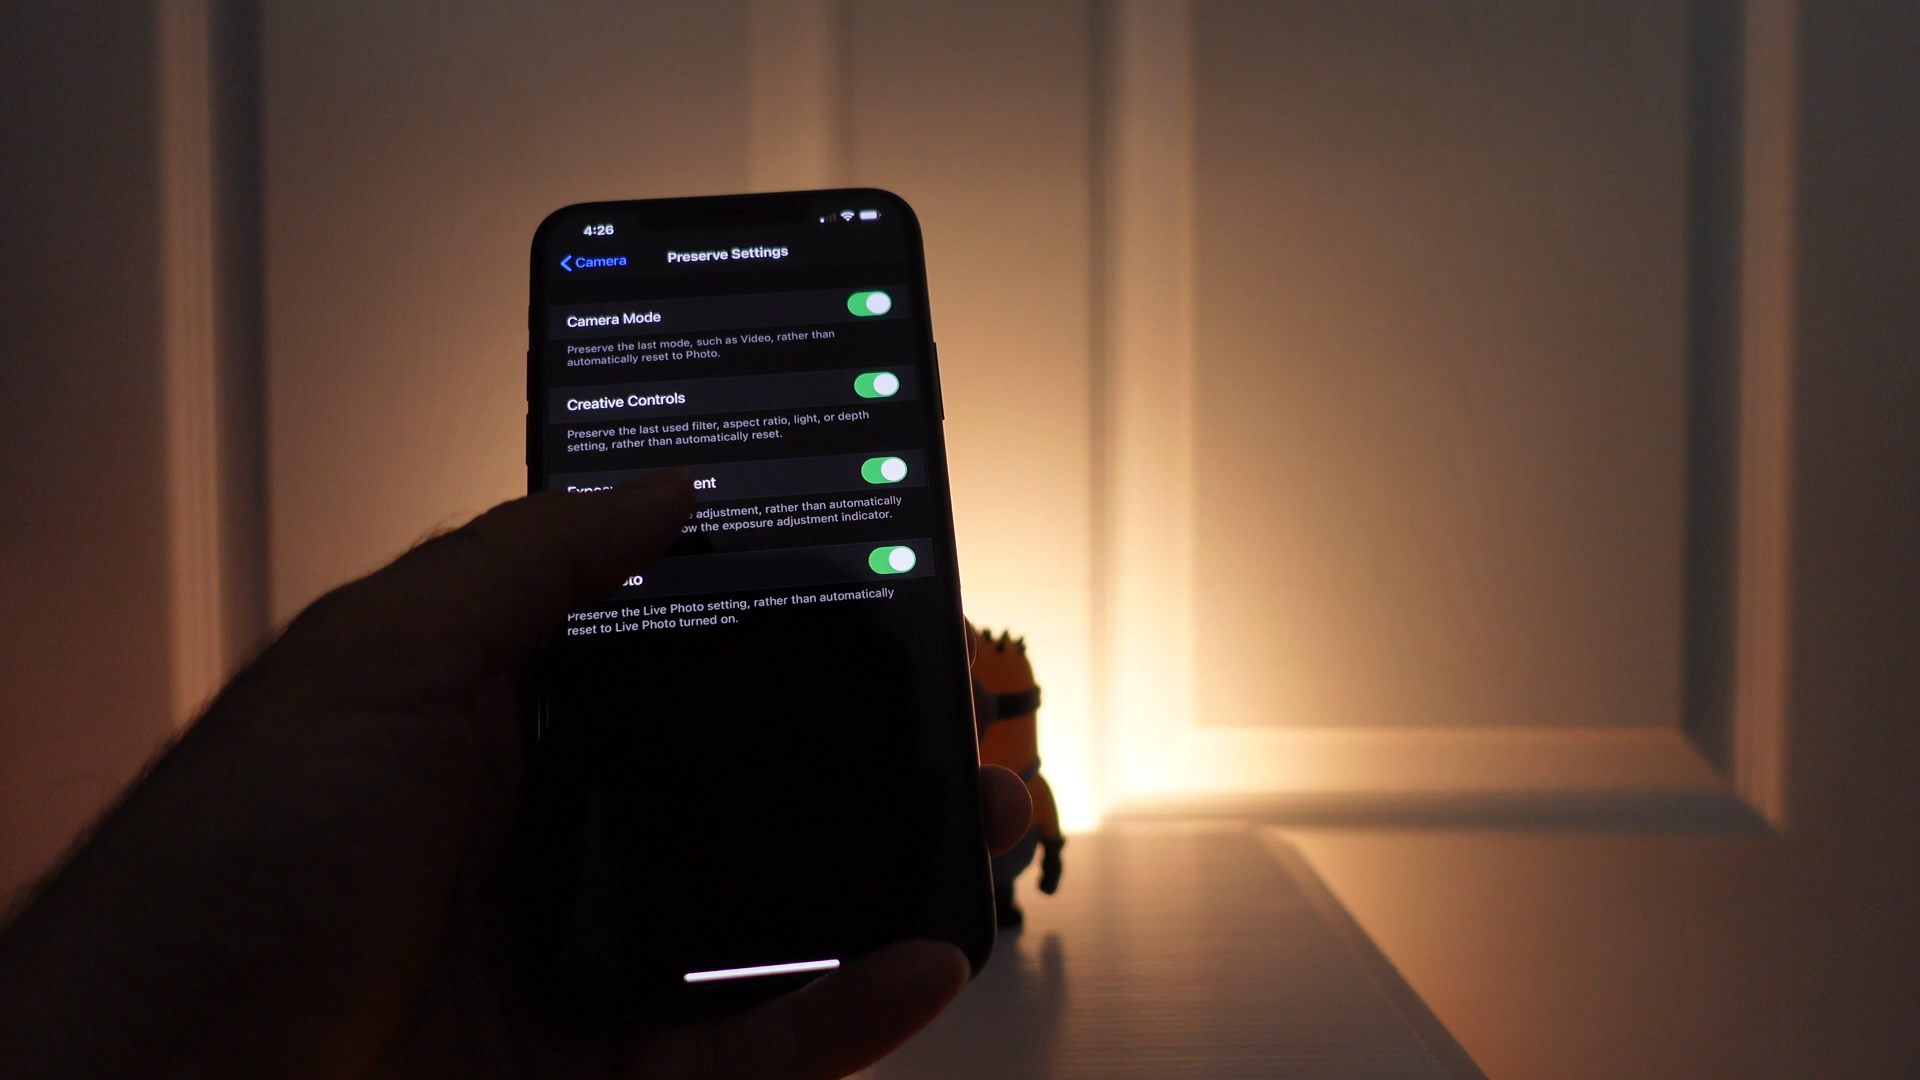 4:26
Camera
Preserve Settings
Camera Mode
Preserve the last mode, such as Video, rather than
automatically reset to Photo.
Creative Controls
Preserve the last used filter, aspect ratio, light, or depth
setting, rather than automatically reset.
adjustment, rather than automatically
the exposure adjustment indicator.
Preserve the Live Photo setting, rather than automatically
reset to Live Photo turned on.